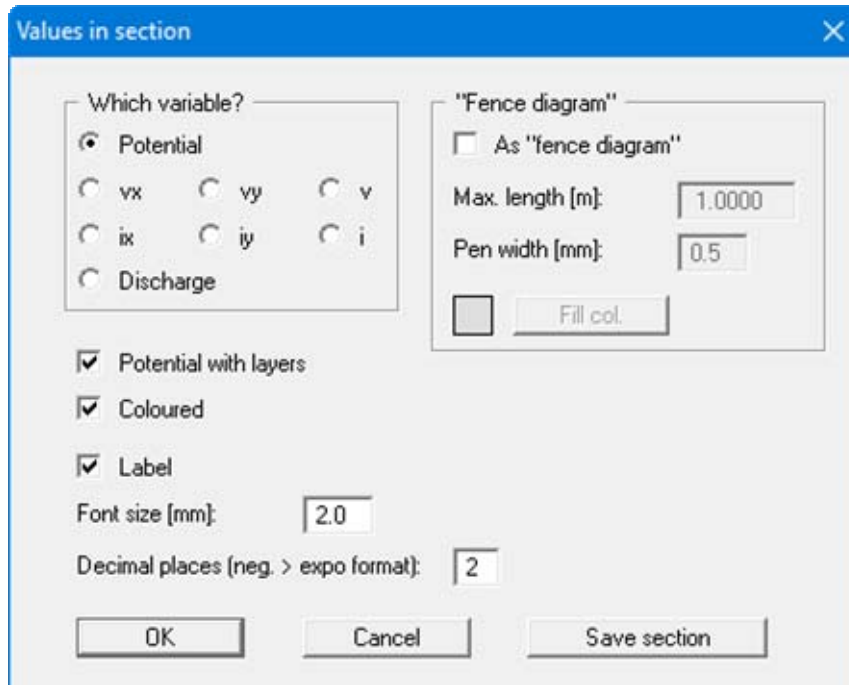 Values in section
Which variable?
Potential
vx vy v
ix iy i
Discharge
"Fence diagram"
As "fence diagram"
Max. length [m]: 1.0000
Pen width [mm]: 0.5
Fill col.
Potential with layers
Coloured
Label
Font size [mm]: 2.0
Decimal places (neg. > expo format): 2
OK Cancel Save section